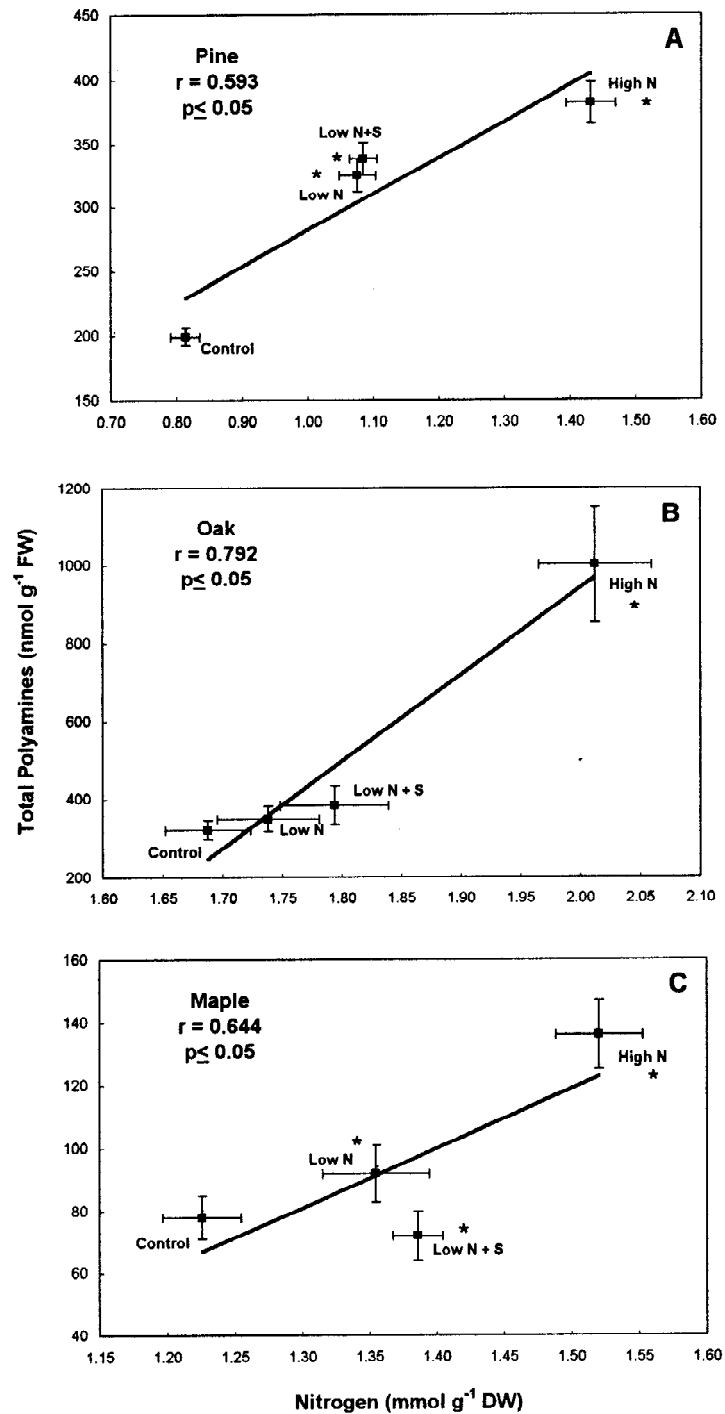 A
Pine
r = 0.593
p≤ 0.05
450
400
350
300
250
200
150
High N
*
Low N+S
*
*
Low N
Control
0.70
0.80
0.90
1.00
1.10
1.20
1.30
1.40
1.50
1.60
B
Oak
r = 0.792
p≤ 0.05
1200
1000
800
600
400
200
High N
*
Low N + S
Low N
Control
1.60
1.65
1.70
1.75
1.80
1.85
1.90
1.95
2.00
2.05
2.10
Total Polyamines (nmol g-1 FW)
C
Maple
r = 0.644
p≤ 0.05
160
140
120
100
80
60
40
High N
*
Low N
*
Low N + S
*
Control
1.15
1.20
1.25
1.30
1.35
1.40
1.45
1.50
1.55
1.60
Nitrogen (mmol g-1 DW)